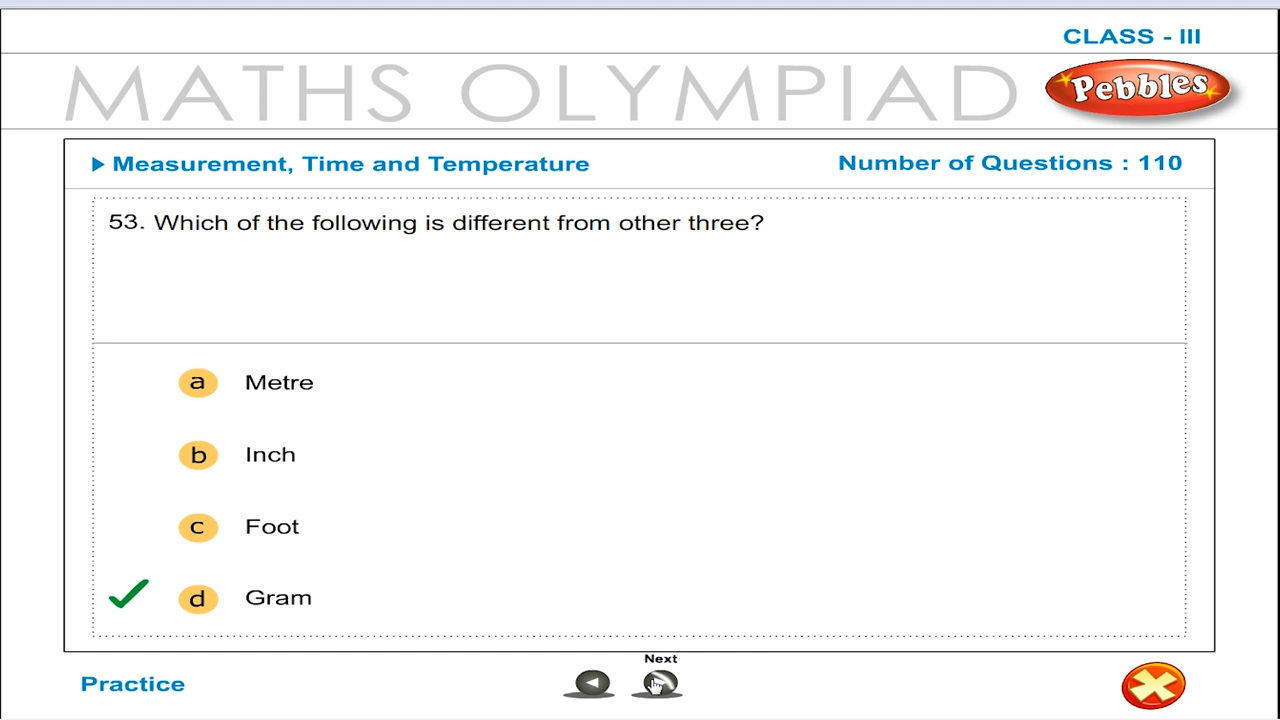 CLASS - III
MATHS OLYMPIAD
Pebbles
Measurement, Time and Temperature
Number of Questions : 110
53. Which of the following is different from other three?
a Metre
b Inch
c Foot
d Gram
Next
Practice